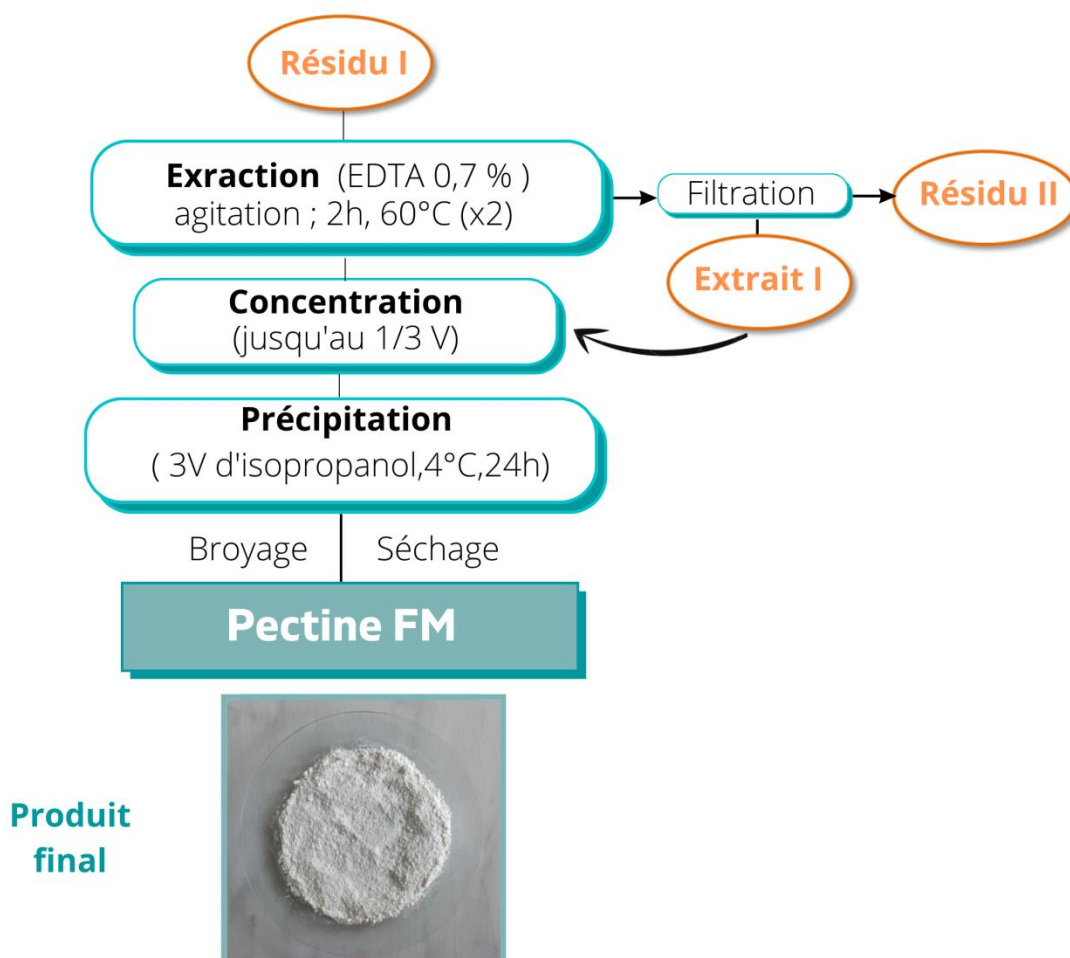 Résidu I
Exraction (EDTA 0,7 % )
agitation ; 2h, 60°C (x2)
Filtration
Résidu II
Extrait I
Concentration
(jusqu'au 1/3 V)
Précipitation
( 3V d'isopropanol,4°C,24h)
Broyage
Séchage
Pectine FM
Produit
final